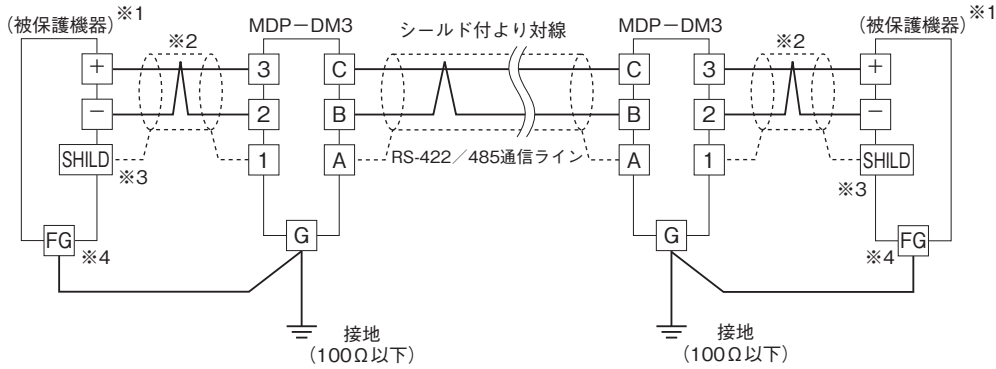 (被保護機器)※1 MDP－DM3 シールド付より対線 MDP－DM3 (被保護機器)※1
※2 ※2
+ 3 C C 3 +
− 2 B B 2 −
SHILD 1 A RS-422／485通信ライン A 1 SHILD
※3 ※3
FG G G FG
※4 ※4
接地 接地
(100Ω以下) (100Ω以下)